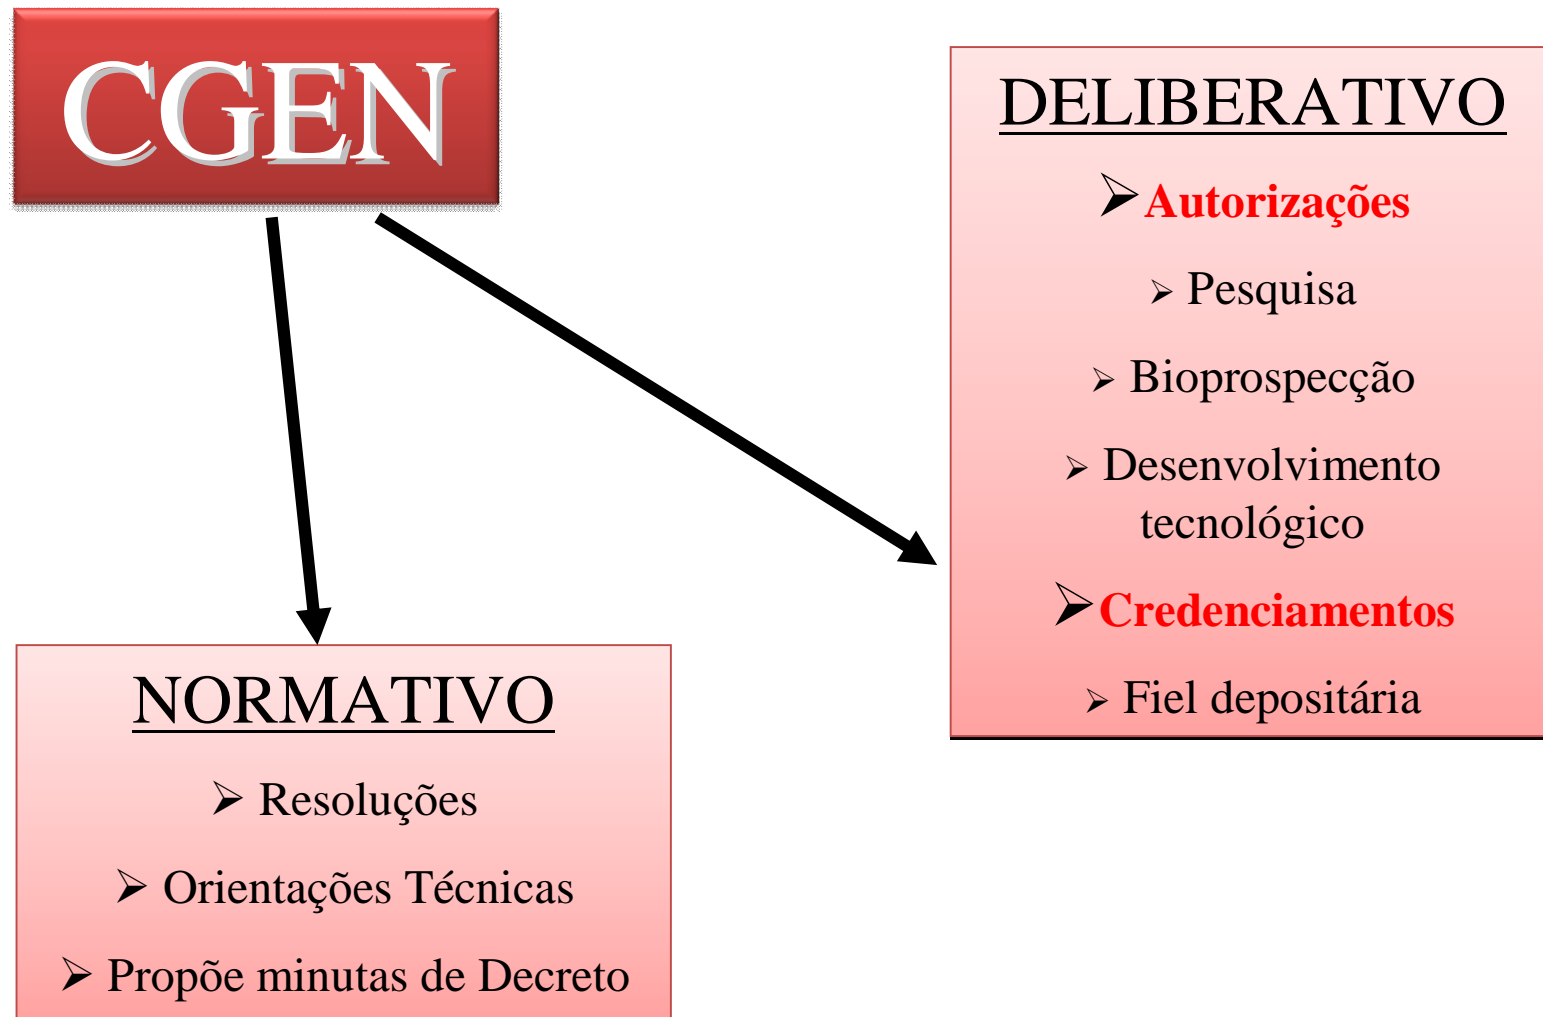 CGEN
DELIBERATIVO
➢Autorizações
➢ Pesquisa
➢ Bioprospecção
➢ Desenvolvimento
tecnológico
➢Credenciamentos
➢ Fiel depositária
NORMATIVO
➢ Resoluções
➢ Orientações Técnicas
➢ Propõe minutas de Decreto